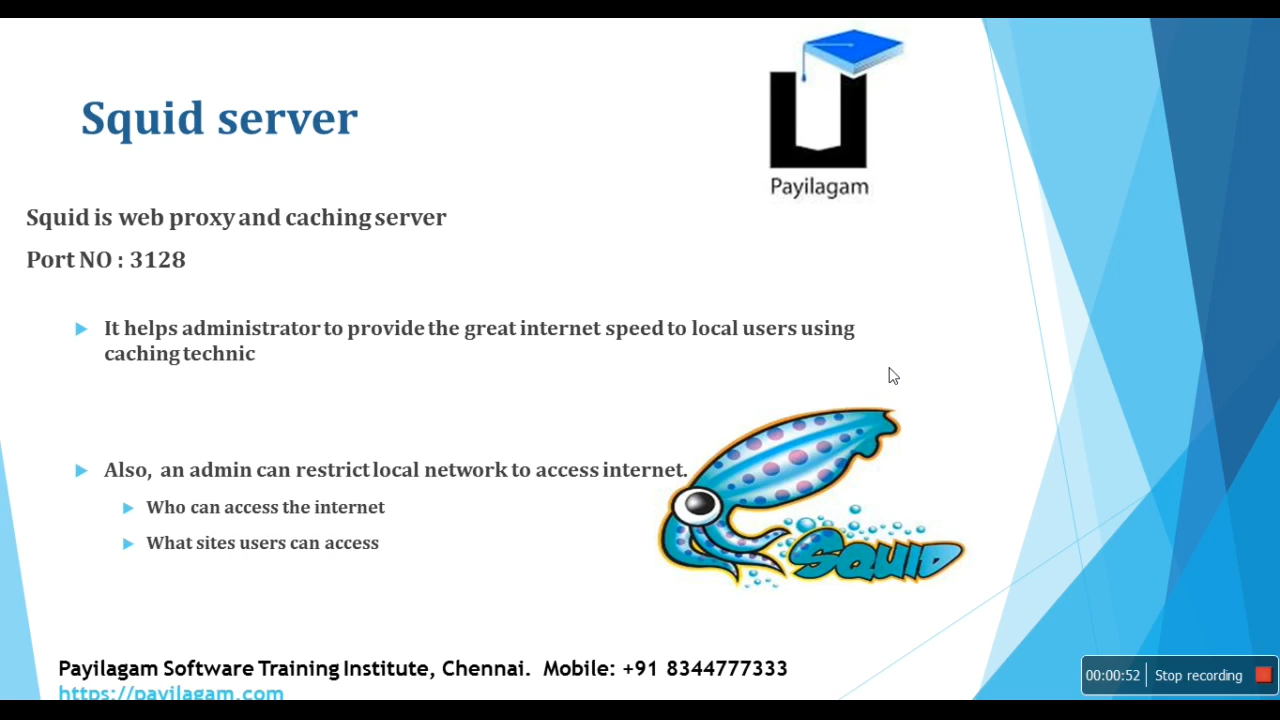 Squid server
Payilagam
Squid is web proxy and caching server
Port NO : 3128
It helps administrator to provide the great internet speed to local users using
caching technic
Also, an admin can restrict local network to access internet.
Who can access the internet
What sites users can access
SQUID
Payilagam Software Training Institute, Chennai. Mobile: +91 8344777333
https://payilagam.com
00:00:52 Stop recording